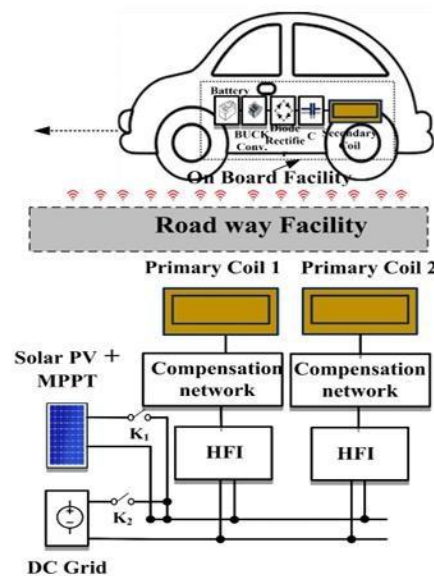 Battery
BUCK
Conv.
Diode
Rectifie
C
Secondary
Coil
On Board Facility
Road way Facility
Primary Coil 1
Primary Coil 2
Solar PV +
MPPT
Compensation
network
Compensation
network
K1
HFI
HFI
K2
DC Grid